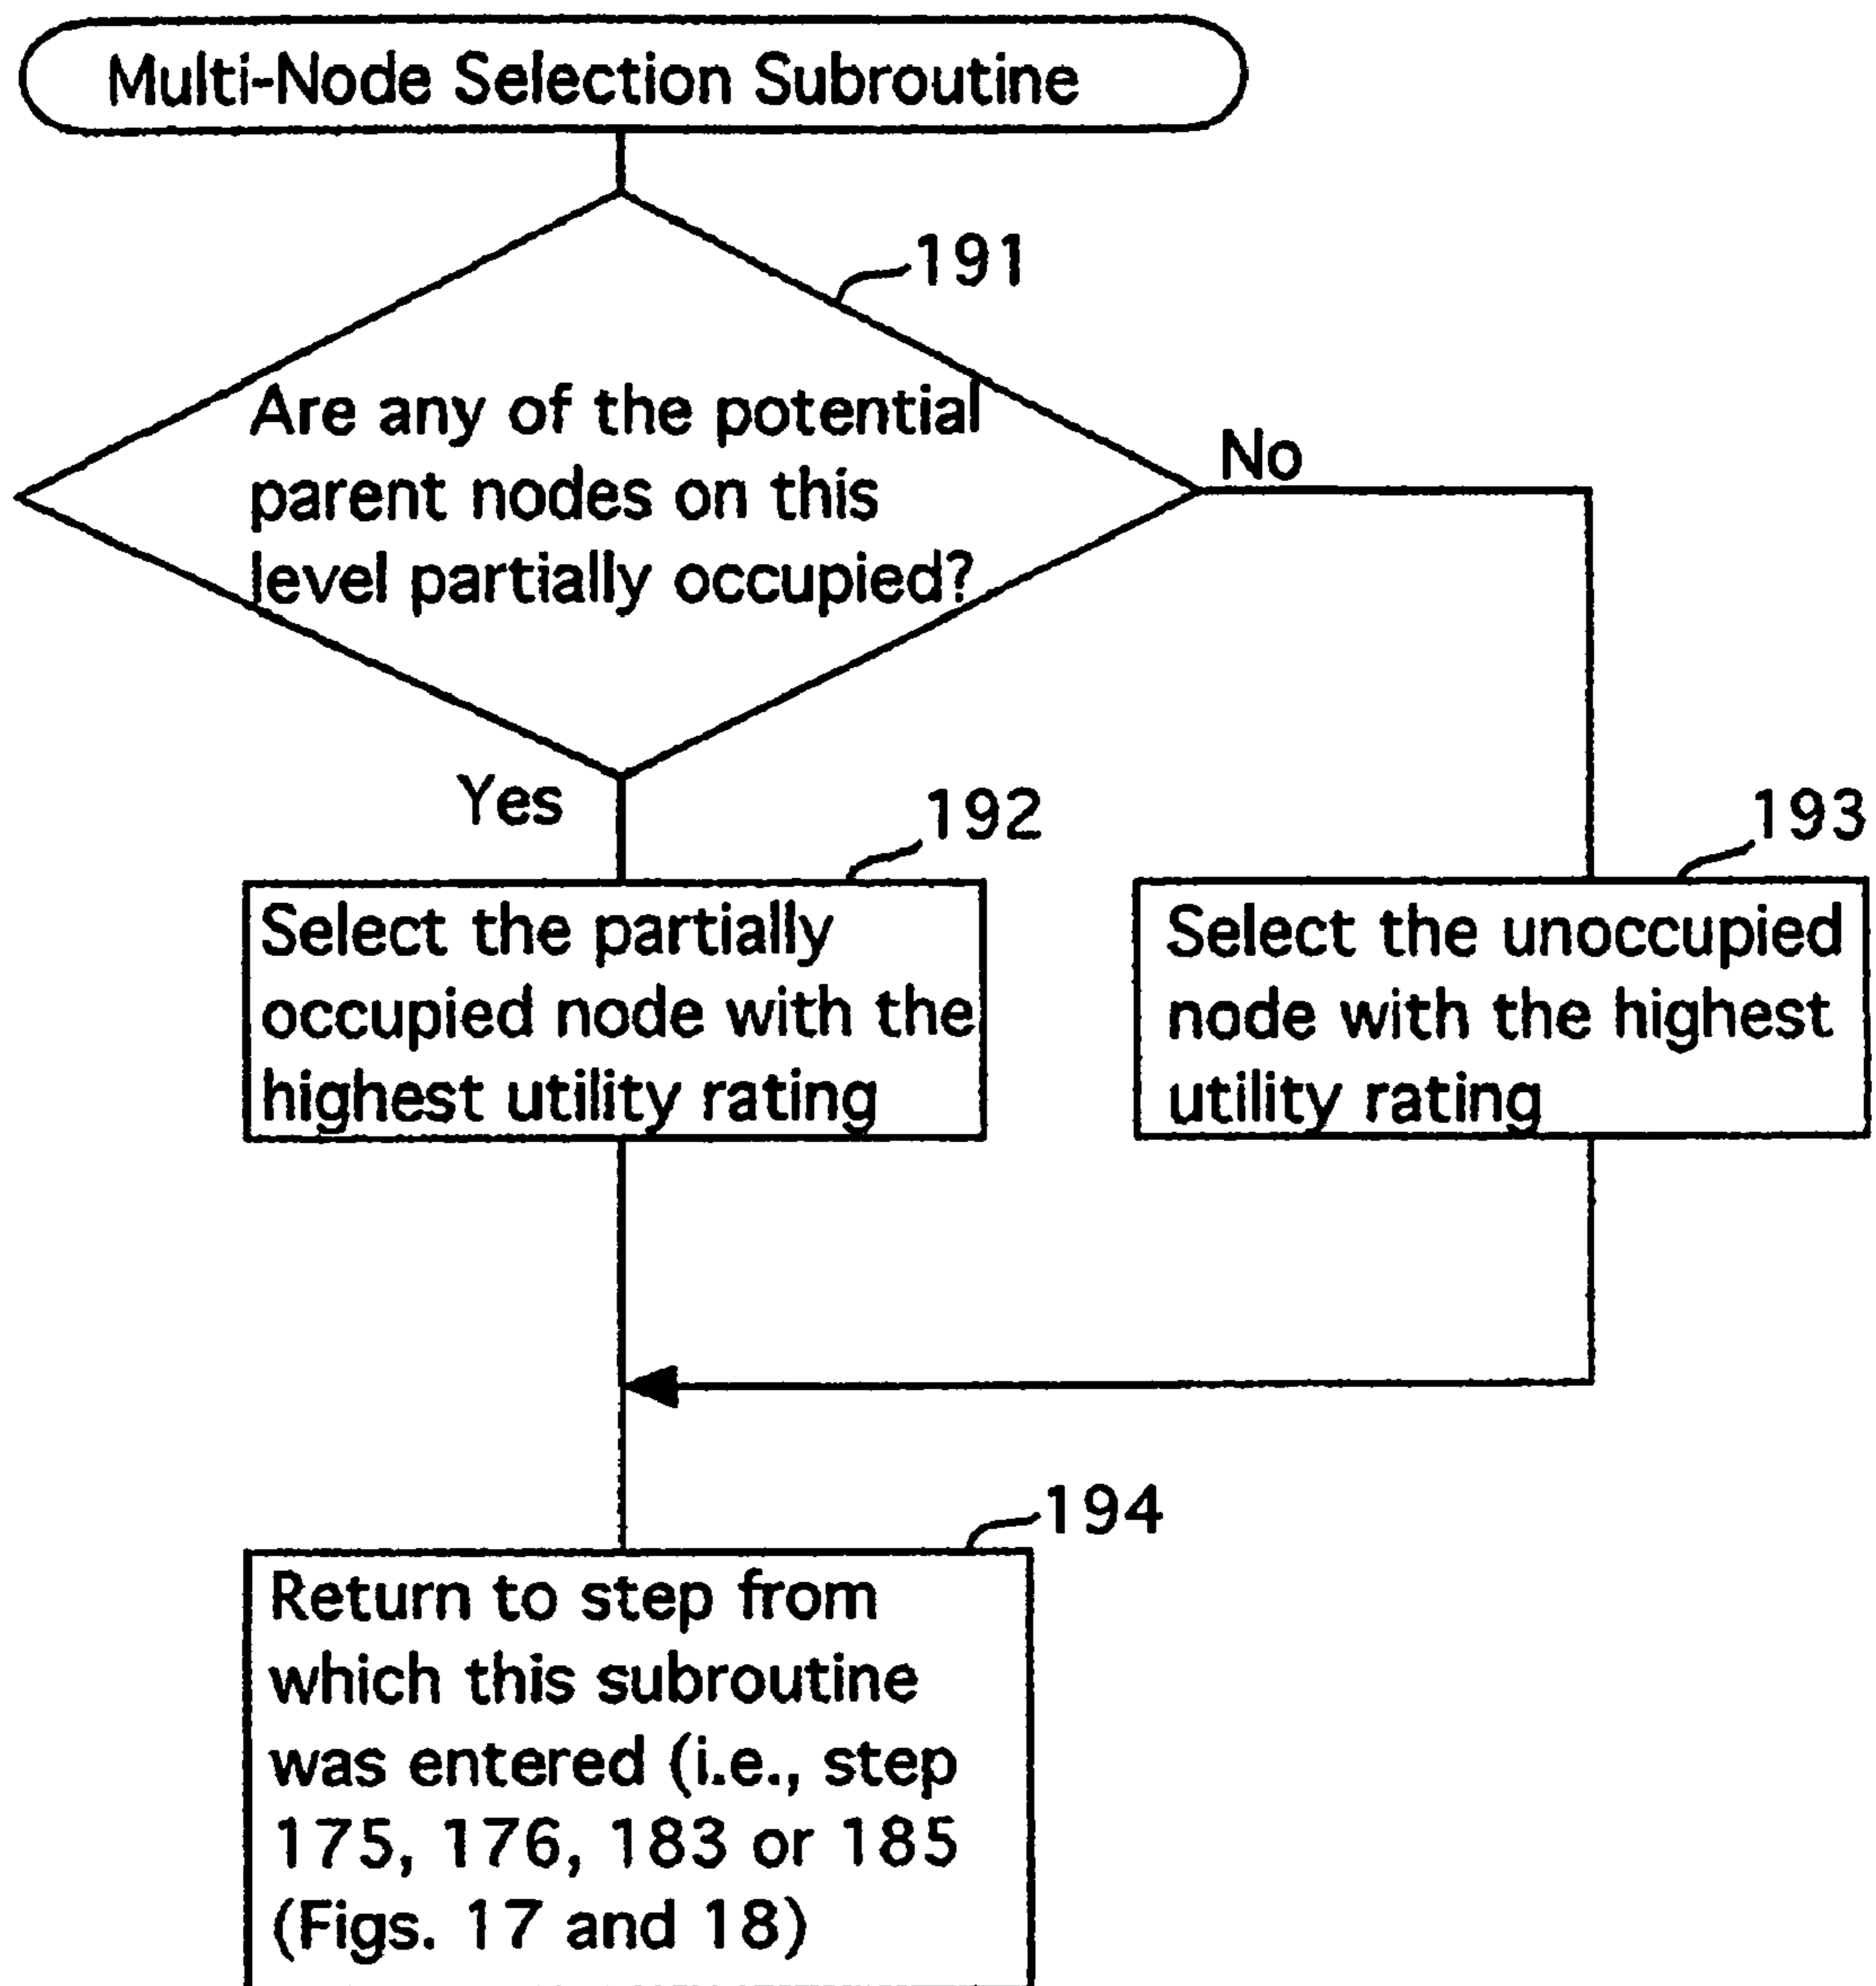 Multi-Node Selection Subroutine
191
Are any of the potential
parent nodes on this
level partially occupied?
No
Yes
192
193
Select the partially
occupied node with the
highest utility rating
Select the unoccupied
node with the highest
utility rating
194
Return to step from
which this subroutine
was entered (i.e., step
175, 176, 183 or 185
(Figs. 17 and 18)